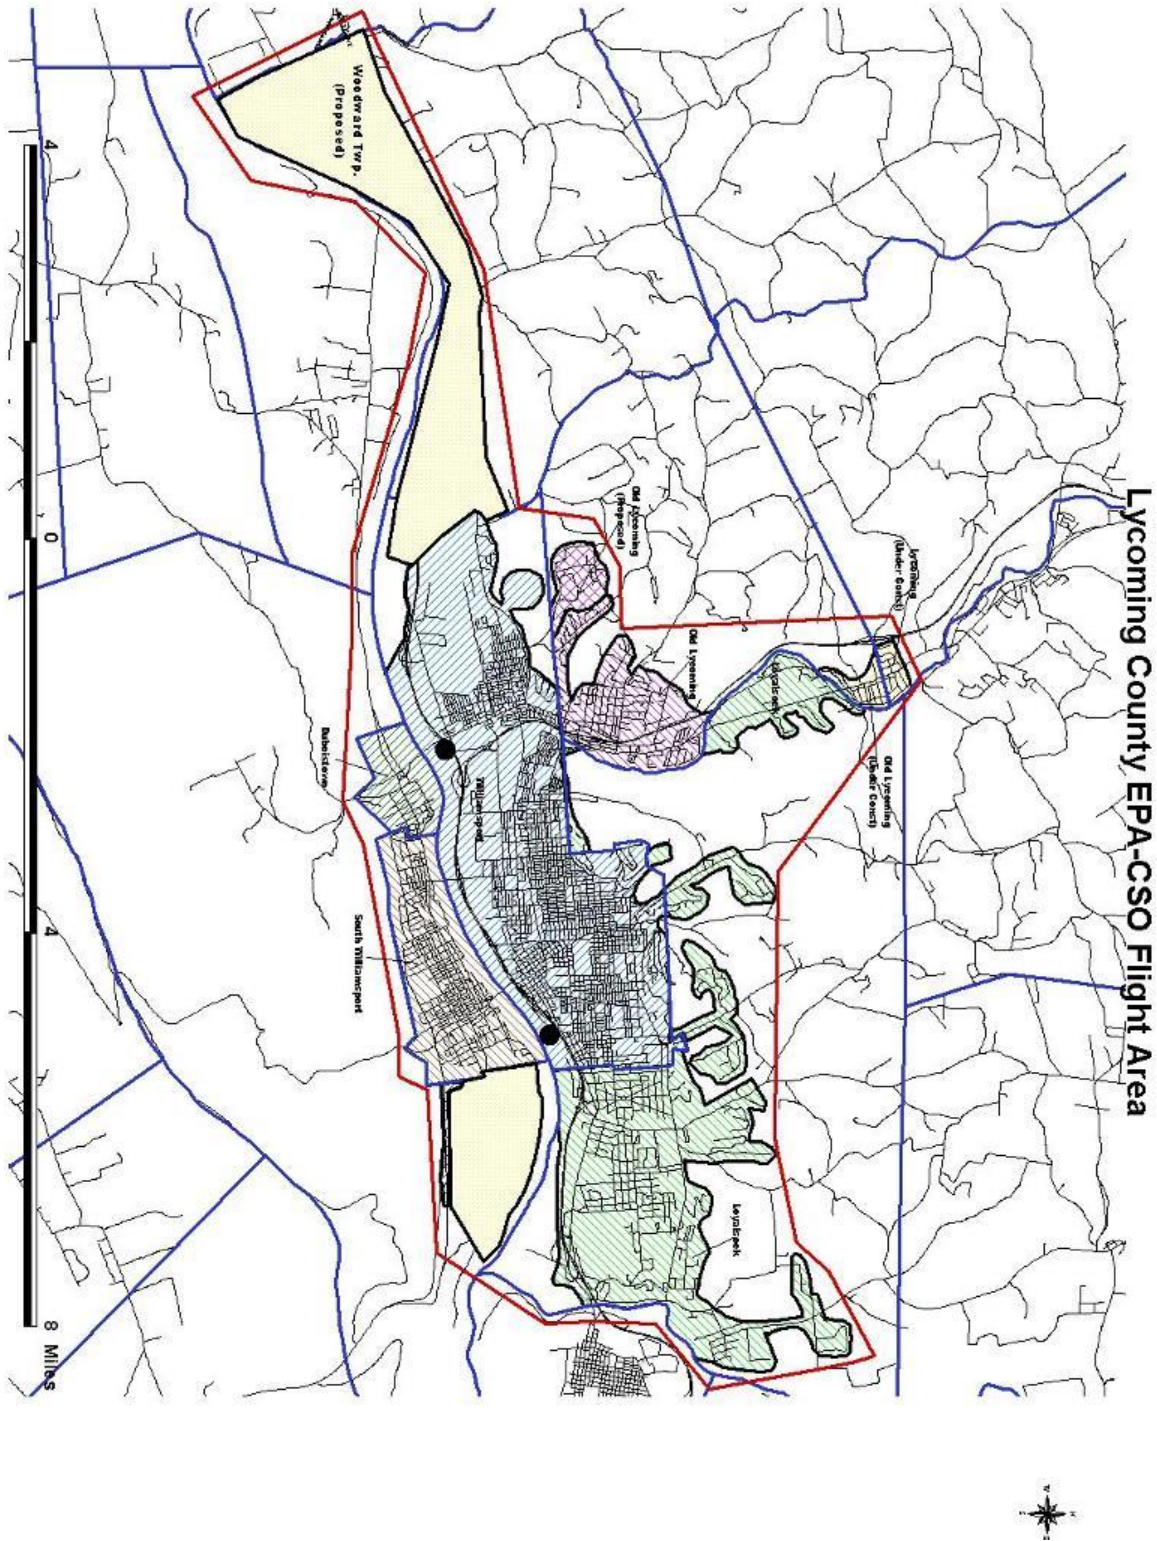 Lycoming County EPA-CSO Flight Area
Woodward Twp.
(Proposed)
Old Lycoming
(Proposed)
Lycoming
(Under Const)
Old Lycoming
Loyalsock
Old Lycoming
(Under Const)
Duboistown
Williamsport
South Williamsport
Loyalsock
4 0 4 8 Miles